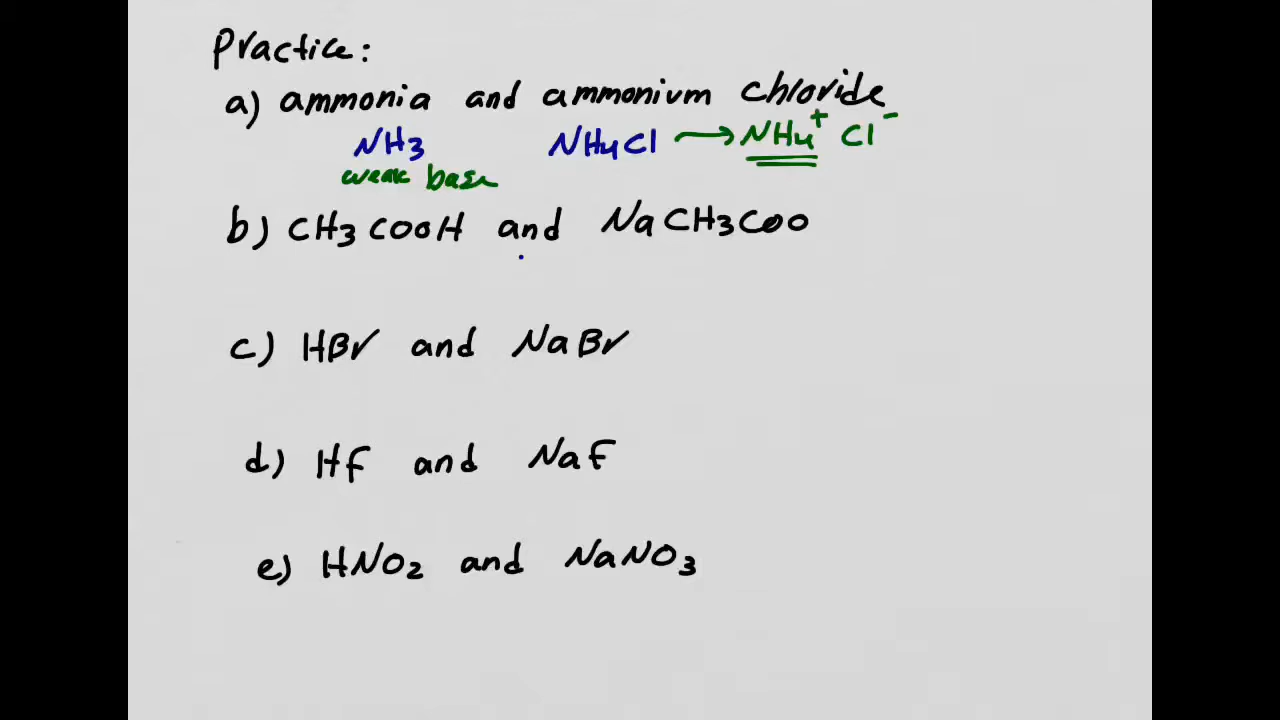 Practice:
a) ammonia and ammonium chloride
NH3 NH4Cl → NH4+ Cl-
weak base
b) CH3COOH and NaCH3COO
c) HBr and NaBr
d) HF and NaF
e) HNO2 and NaNO3